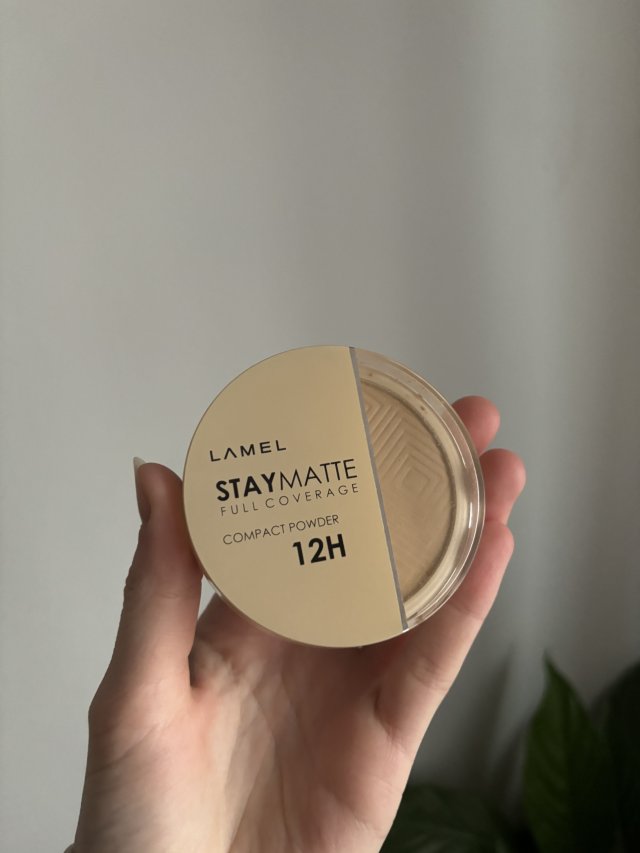 LAMEL
STAYMATTE
FULL COVERAGE
COMPACT POWDER
12H